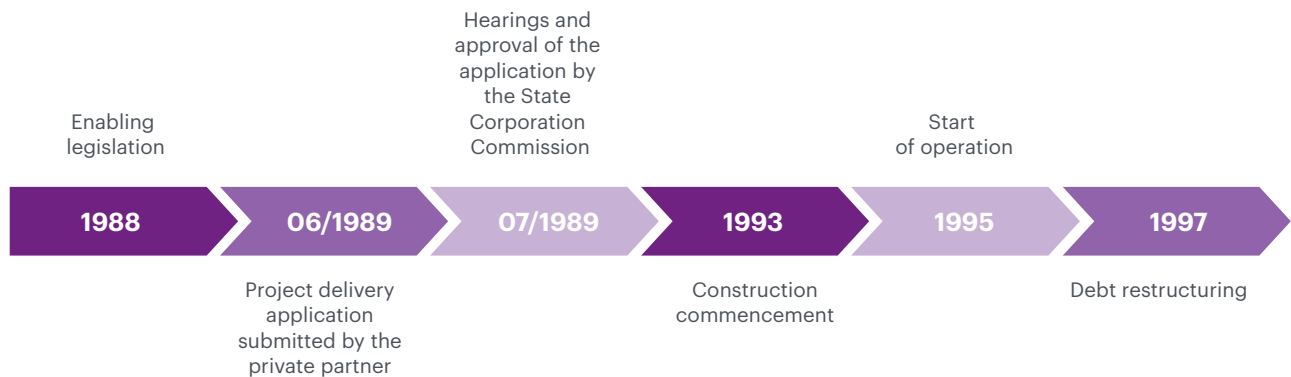 Enabling
legislation
Hearings and
approval of the
application by
the State
Corporation
Commission
Start
of operation
1988
06/1989
07/1989
1993
1995
1997
Project delivery
application
submitted by the
private partner
Construction
commencement
Debt restructuring